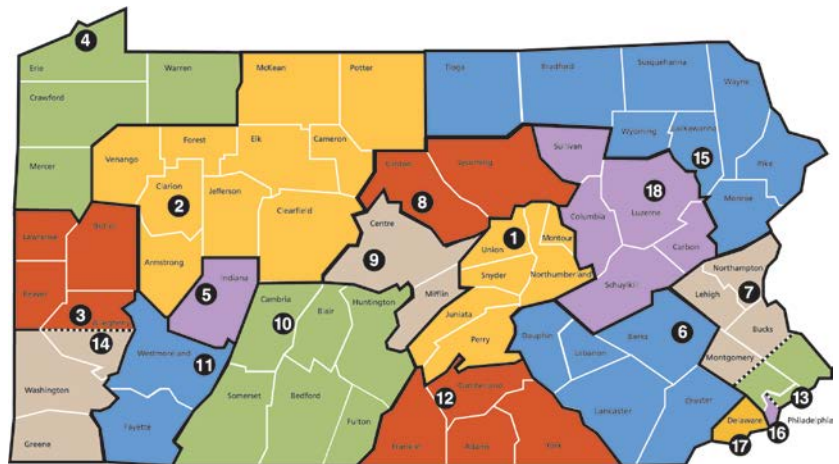 4
Erie
Warren
McKean
Potter
Tioga
Bradford
Susquehanna
Wayne
Crawford
Forest
Elk
Cameron
Wyoming
Lackawanna
Mercer
Venango
Clinton
Lycoming
Sullivan
15
Pike
Clarion
Jefferson
18
2
Clearfield
8
Columbia
Luzerne
Monroe
Lawrence
Butler
Centre
1
Montour
Union
Carbon
Armstrong
9
Indiana
Snyder
Northumberland
Northampton
Beaver
5
Mifflin
Schuylkill
Lehigh
7
3
Allegheny
Cambria
Blair
Huntington
Juniata
Bucks
10
Perry
Dauphin
Berks
6
14
Westmoreland
11
Lebanon
Montgomery
Washington
Somerset
Bedford
12
Cumberland
Lancaster
Chester
13
Fayette
Fulton
Delaware
Philadelphia
Greene
Franklin
Adams
York
17
16